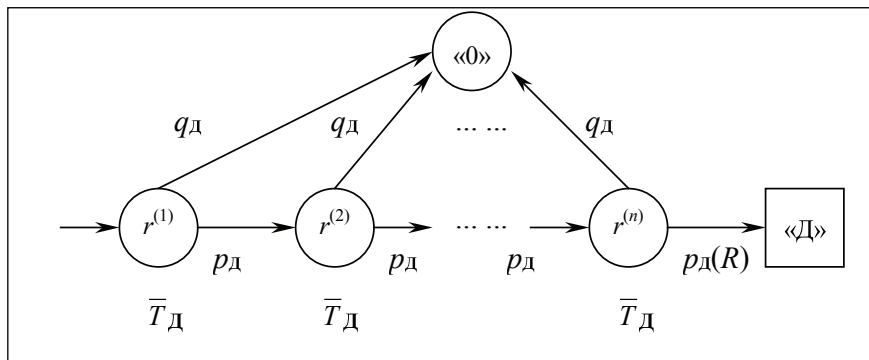 «0»
qд qд ... ... qд
r⁽¹⁾ r⁽²⁾ ... ... r⁽ⁿ⁾ «Д»
pд pд pд pд(R)
T̅д T̅д T̅д